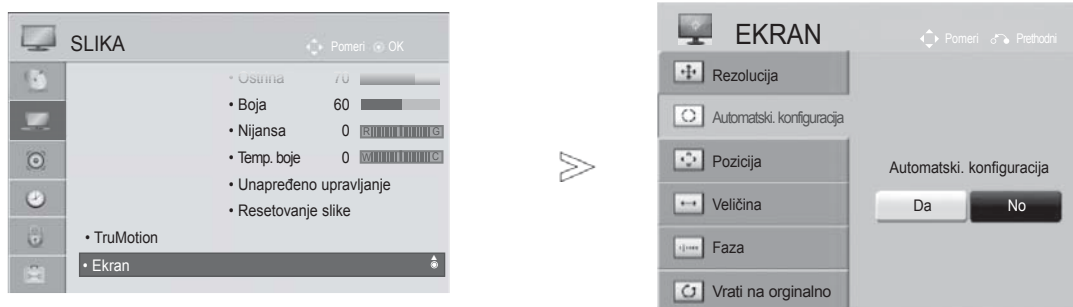 SLIKA
Pomeri OK
• Oštrina 70
• Boja 60
• Nijansa 0 R G
• Temp. boje 0 W C
• Unapređeno upravljanje
• Resetovanje slike
• TruMotion
• Ekran
EKRAN
Pomeri Prethodni
Rezolucija
Automatski. konfiguracija
Pozicija
Veličina
Faza
Vrati na orginalno
Automatski. konfiguracija
Da No